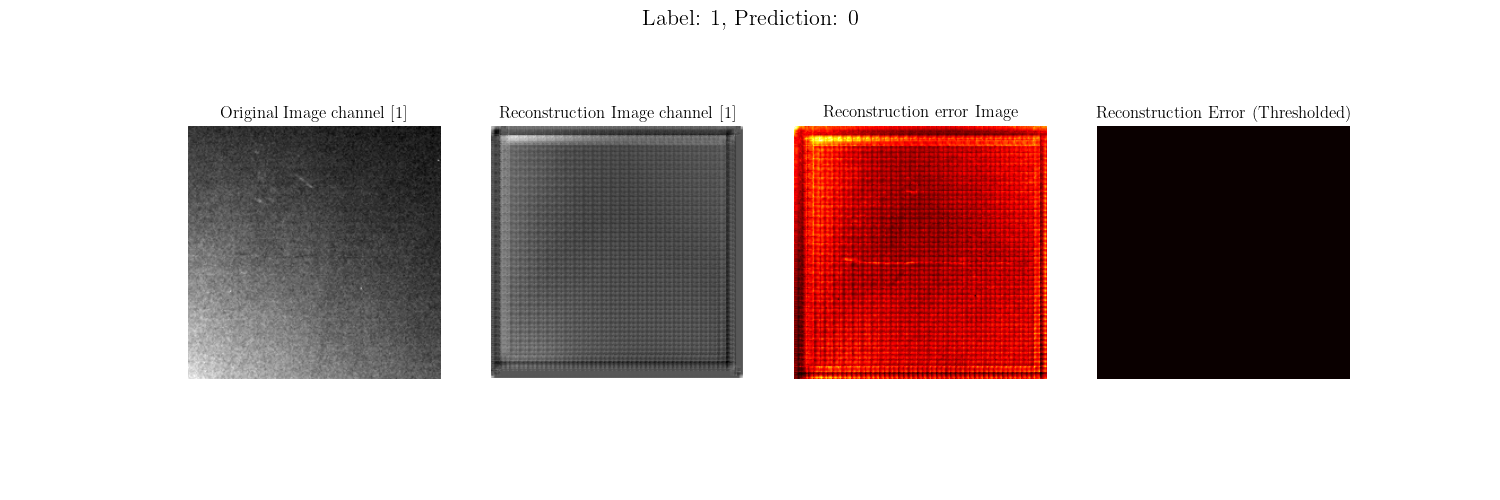 Label: 1, Prediction: 0
Original Image channel [1]
Reconstruction Image channel [1]
Reconstruction error Image
Reconstruction Error (Thresholded)